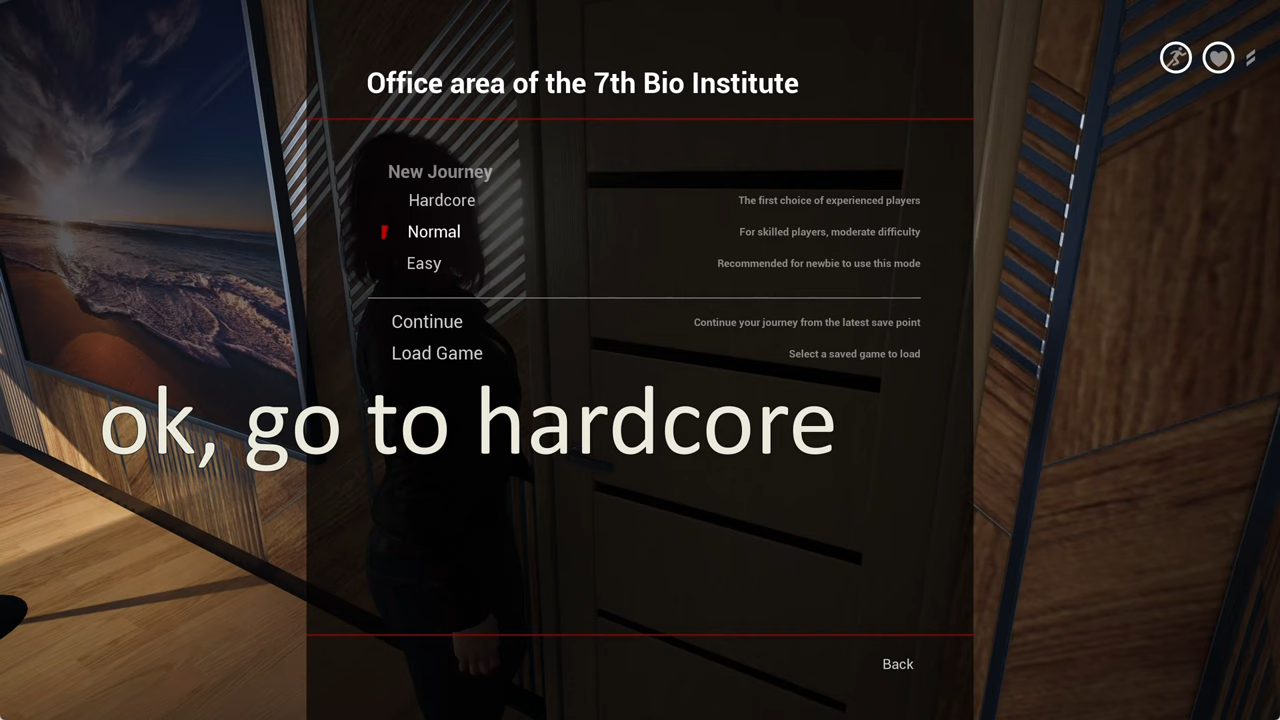 Office area of the 7th Bio Institute
New Journey
Hardcore The first choice of experienced players
Normal For skilled players, moderate difficulty
Easy Recommended for newbie to use this mode
Continue Continue your journey from the latest save point
Load Game Select a saved game to load
ok, go to hardcore
Back